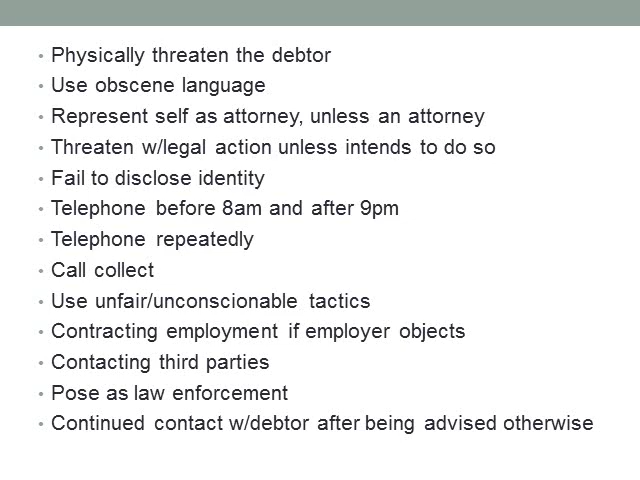 • Physically threaten the debtor
• Use obscene language
• Represent self as attorney, unless an attorney
• Threaten w/legal action unless intends to do so
• Fail to disclose identity
• Telephone before 8am and after 9pm
• Telephone repeatedly
• Call collect
• Use unfair/unconscionable tactics
• Contracting employment if employer objects
• Contacting third parties
• Pose as law enforcement
• Continued contact w/debtor after being advised otherwise